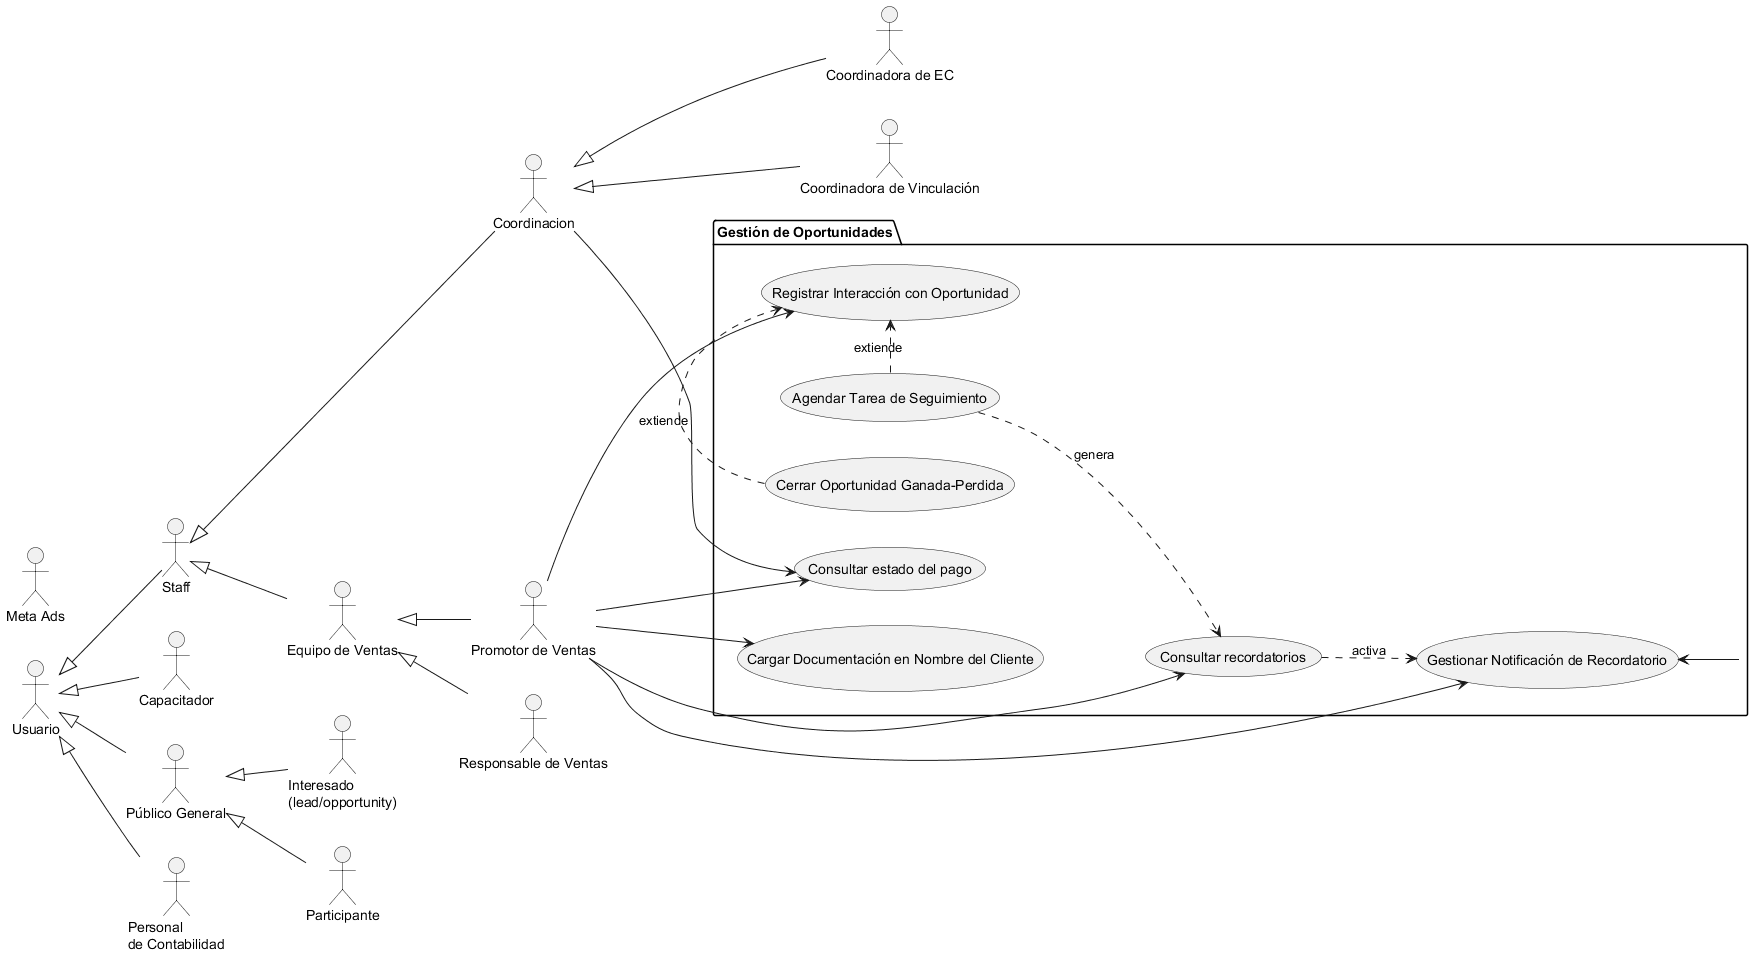 Coordinadora de EC
Coordinadora de Vinculación
Coordinacion
Gestión de Oportunidades
Registrar Interacción con Oportunidad
extiende
Agendar Tarea de Seguimiento
extiende
genera
Cerrar Oportunidad Ganada-Perdida
Consultar estado del pago
Staff
Meta Ads
Equipo de Ventas
Promotor de Ventas
Cargar Documentación en Nombre del Cliente
Consultar recordatorios
activa
Gestionar Notificación de Recordatorio
Capacitador
Usuario
Responsable de Ventas
Interesado
(lead/opportunity)
Público General
Participante
Personal
de Contabilidad